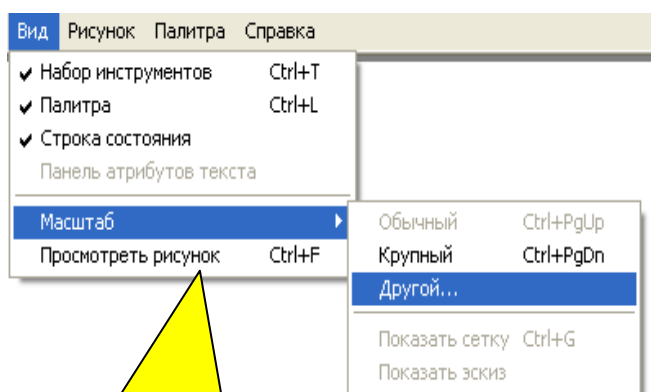 Вид Рисунок Палитра Справка
Набор инструментов Ctrl+T
Палитра Ctrl+L
Строка состояния
Панель атрибутов текста
Масштаб
Просмотреть рисунок Ctrl+F
Обычный Ctrl+PgUp
Крупный Ctrl+PgDn
Другой...
Показать сетку Ctrl+G
Показать эскиз